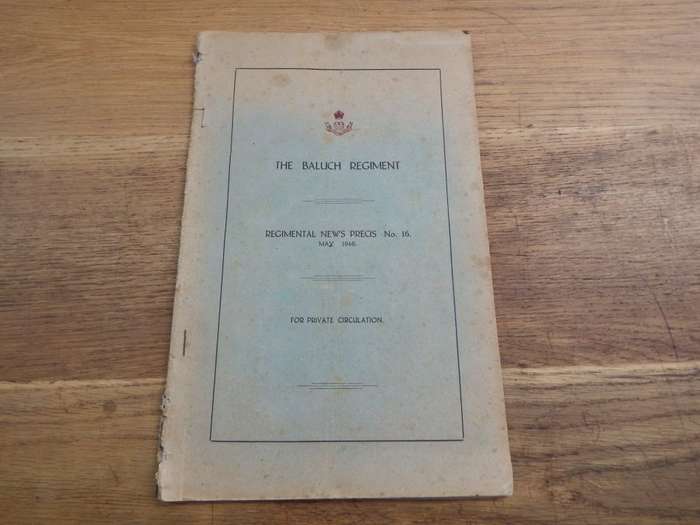 THE BALUCH REGIMENT
REGIMENTAL NEWS PRECIS No. 16.
MAY 1946.
FOR PRIVATE CIRCULATION.